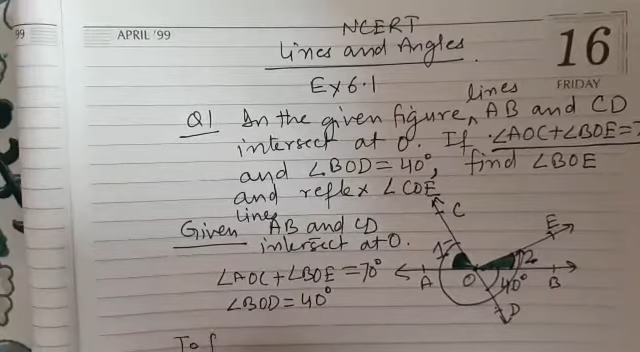 99
APRIL '99
NCERT
16
Lines and Angles.
FRIDAY
Ex 6.1
Q1 In the given figure, lines AB and CD
intersect at O. If ∠AOC+∠BOE=7
and ∠BOD=40°, find ∠BOE
and reflex ∠COE
Given lines AB and CD
intersect at O.
∠AOC+∠BOE=70°
∠BOD=40°
C
E
1
2
A
O
40°
B
D
To f